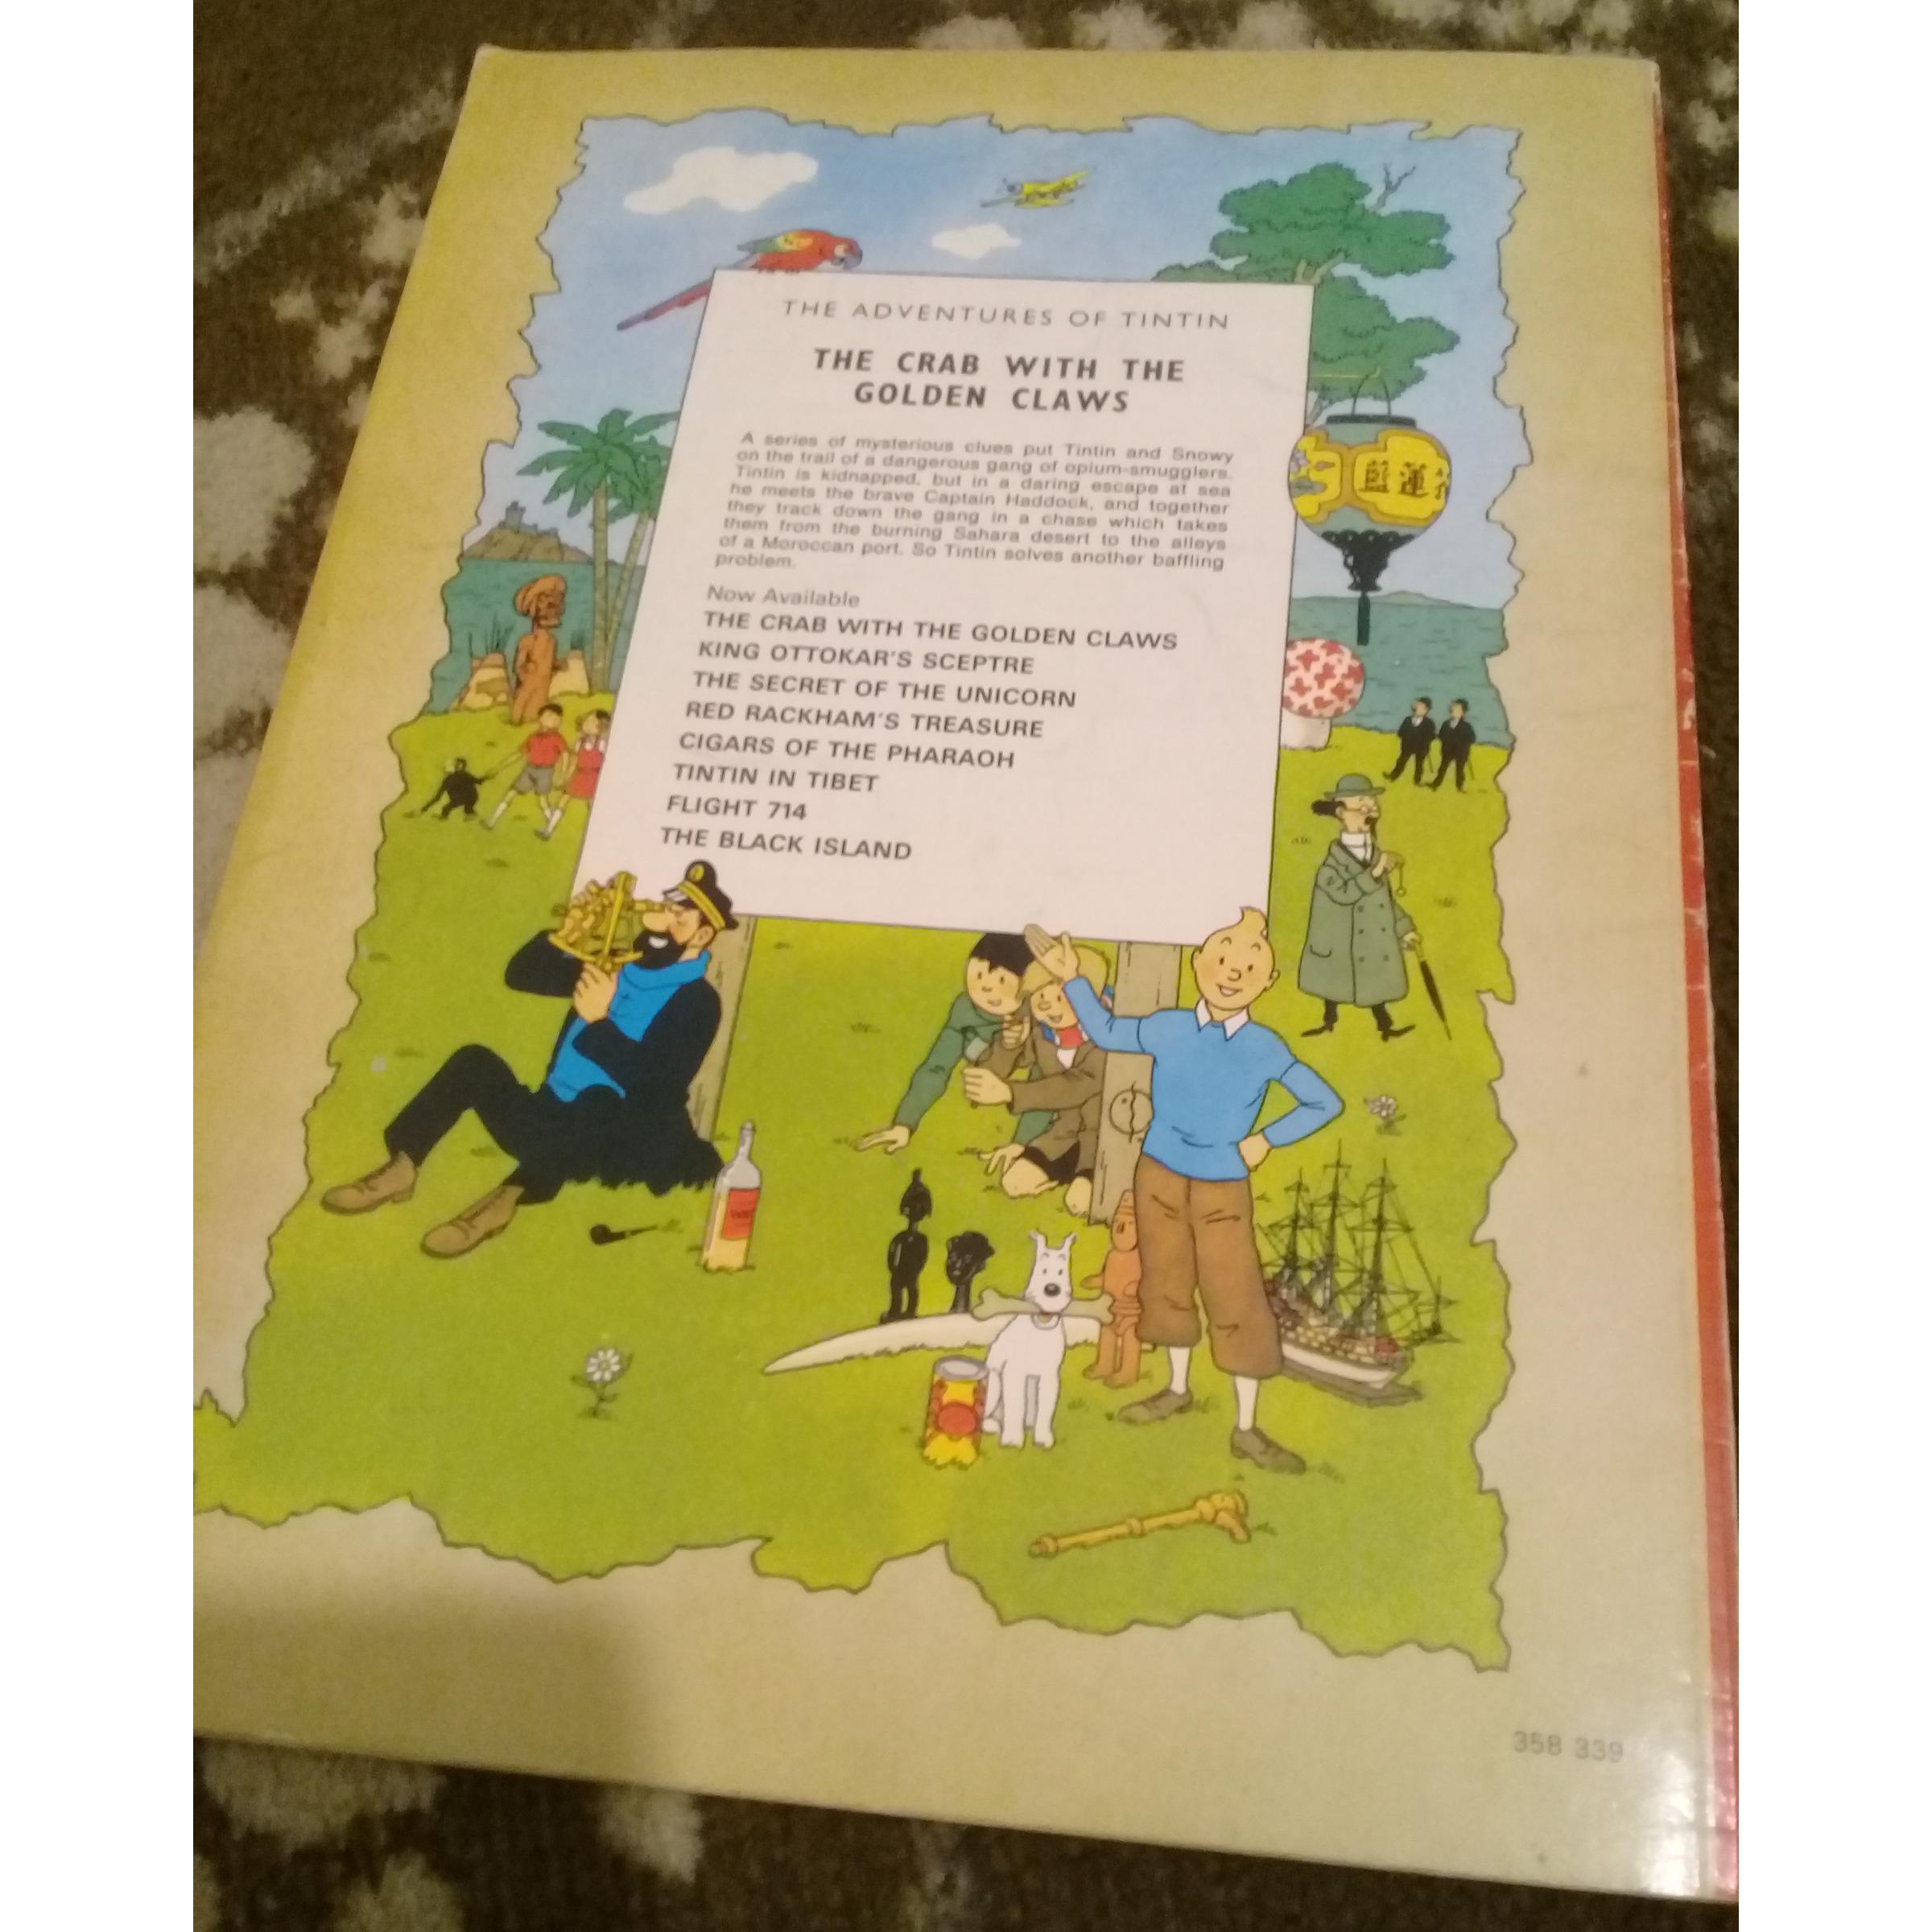 THE ADVENTURES OF TINTIN
THE CRAB WITH THE
GOLDEN CLAWS
A series of mysterious clues put Tintin and Snowy
on the trail of a dangerous gang of opium-smugglers.
Tintin is kidnapped, but in a daring escape at sea
he meets the brave Captain Haddock, and together
they track down the gang in a chase which takes
them from the burning Sahara desert to the alleys
of a Moroccan port. So Tintin solves another baffling
problem.
Now Available
THE CRAB WITH THE GOLDEN CLAWS
KING OTTOKAR'S SCEPTRE
THE SECRET OF THE UNICORN
RED RACKHAM'S TREASURE
CIGARS OF THE PHARAOH
TINTIN IN TIBET
FLIGHT 714
THE BLACK ISLAND
358 339